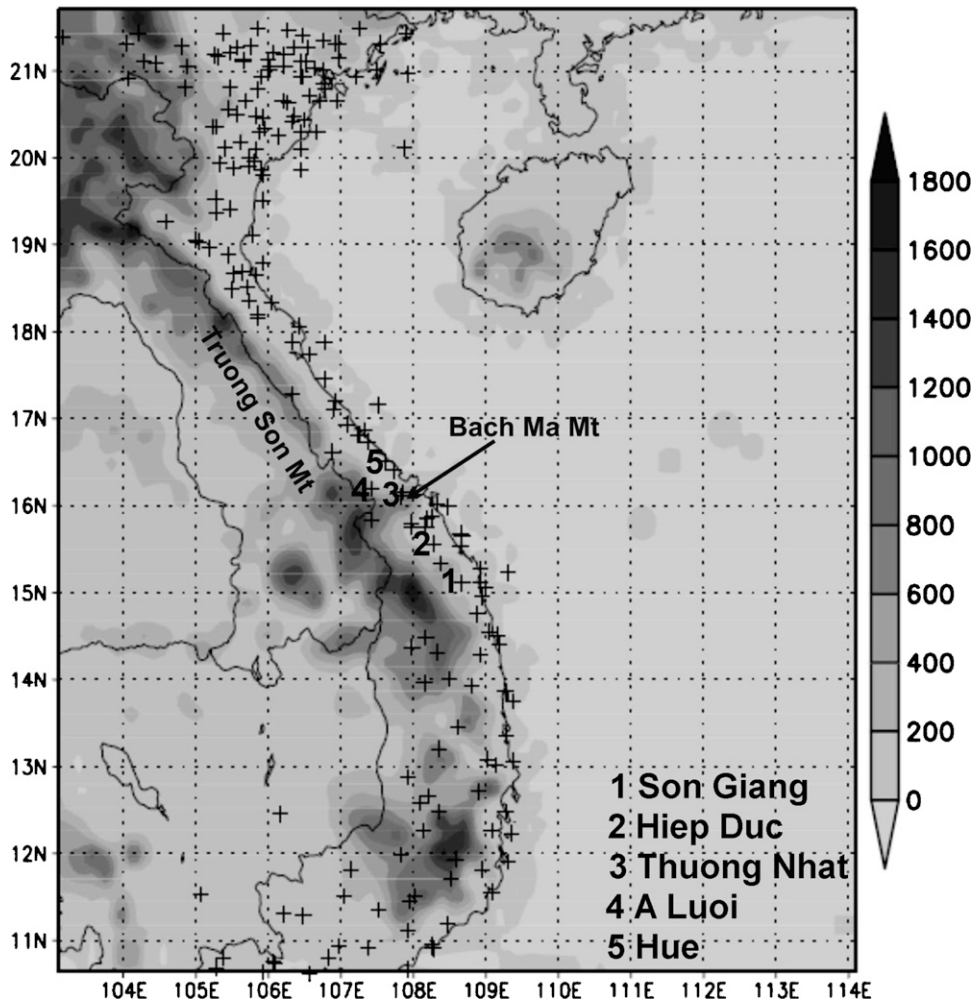 21N
20N
19N
18N
17N
16N
15N
14N
13N
12N
11N
104E 105E 106E 107E 108E 109E 110E 111E 112E 113E 114E
Truong Son Mt
Bach Ma Mt
5
4
3
2
1
1 Son Giang
2 Hiep Duc
3 Thuong Nhat
4 A Luoi
5 Hue
1800
1600
1400
1200
1000
800
600
400
200
0